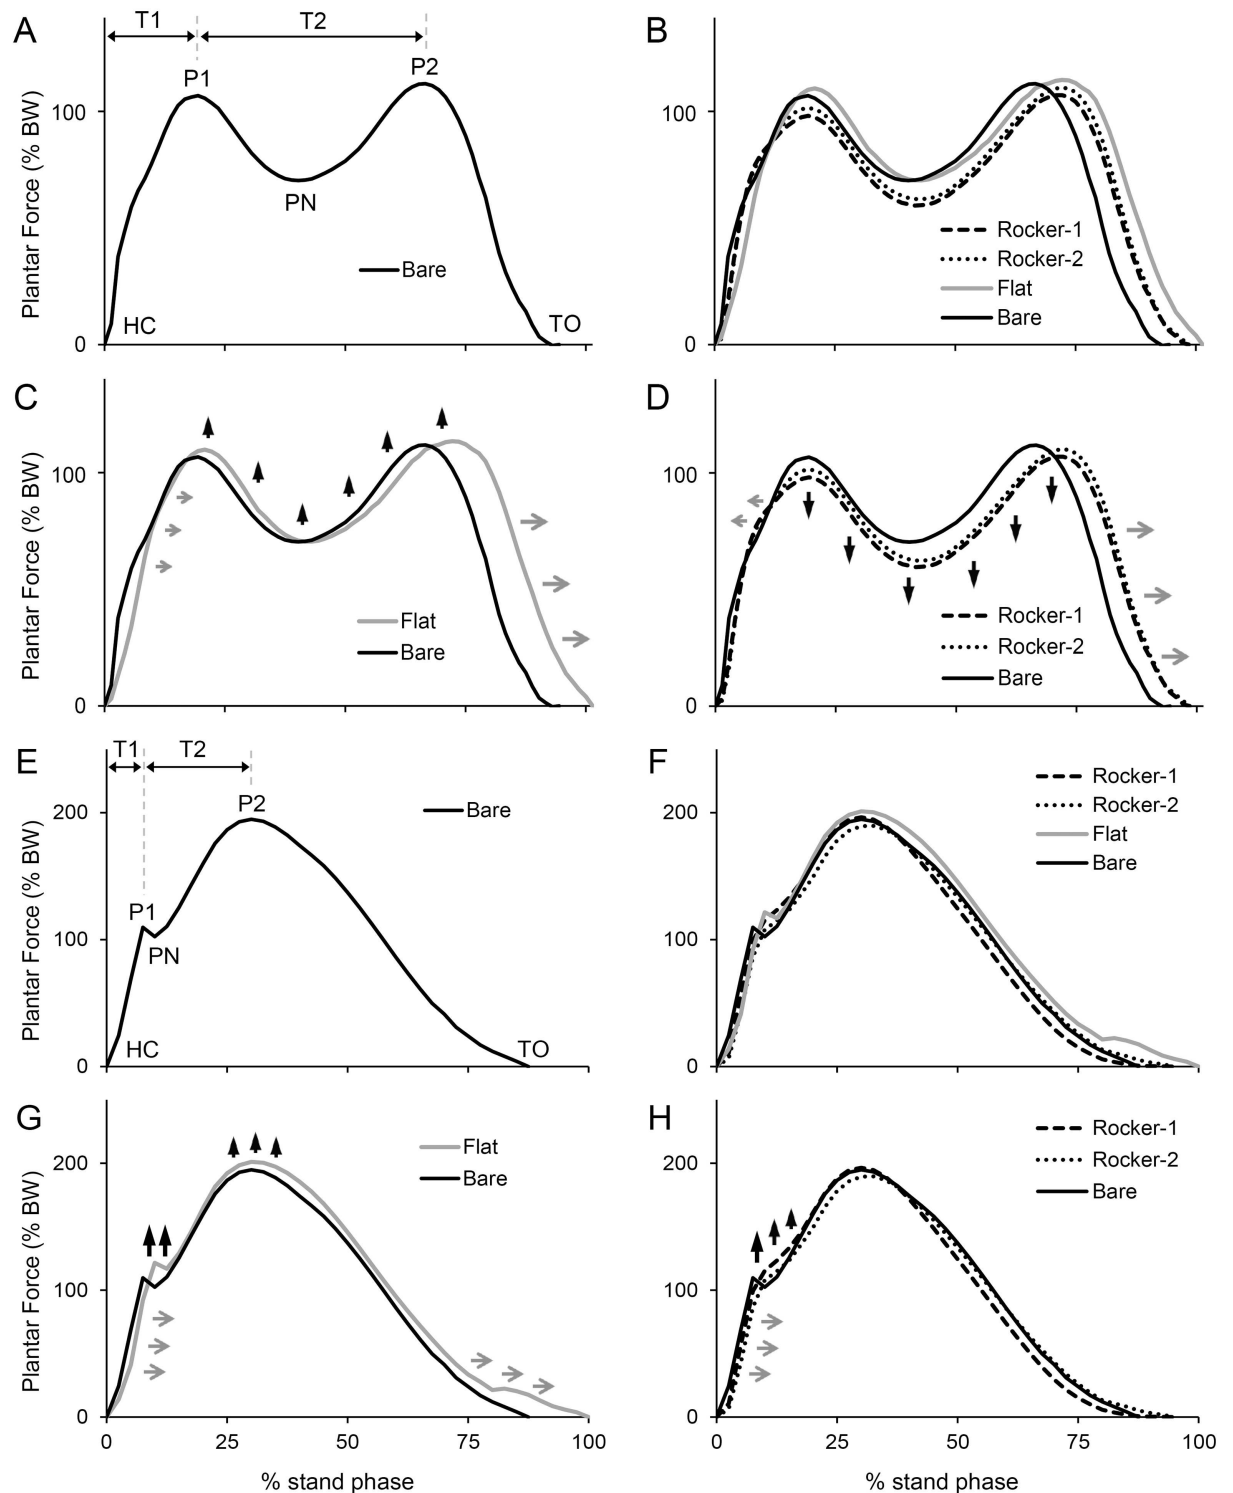 A
T1
T2
P1
P2
PN
HC
TO
Bare
100
0
Plantar Force (% BW)
B
100
0
Rocker-1
Rocker-2
Flat
Bare
C
100
0
Plantar Force (% BW)
Flat
Bare
D
100
0
Rocker-1
Rocker-2
Bare
E
T1
T2
P2
P1
PN
HC
TO
Bare
200
100
0
Plantar Force (% BW)
F
200
100
0
Rocker-1
Rocker-2
Flat
Bare
G
200
100
0
Plantar Force (% BW)
Flat
Bare
0 25 50 75 100
% stand phase
H
200
100
0
Rocker-1
Rocker-2
Bare
0 25 50 75 100
% stand phase